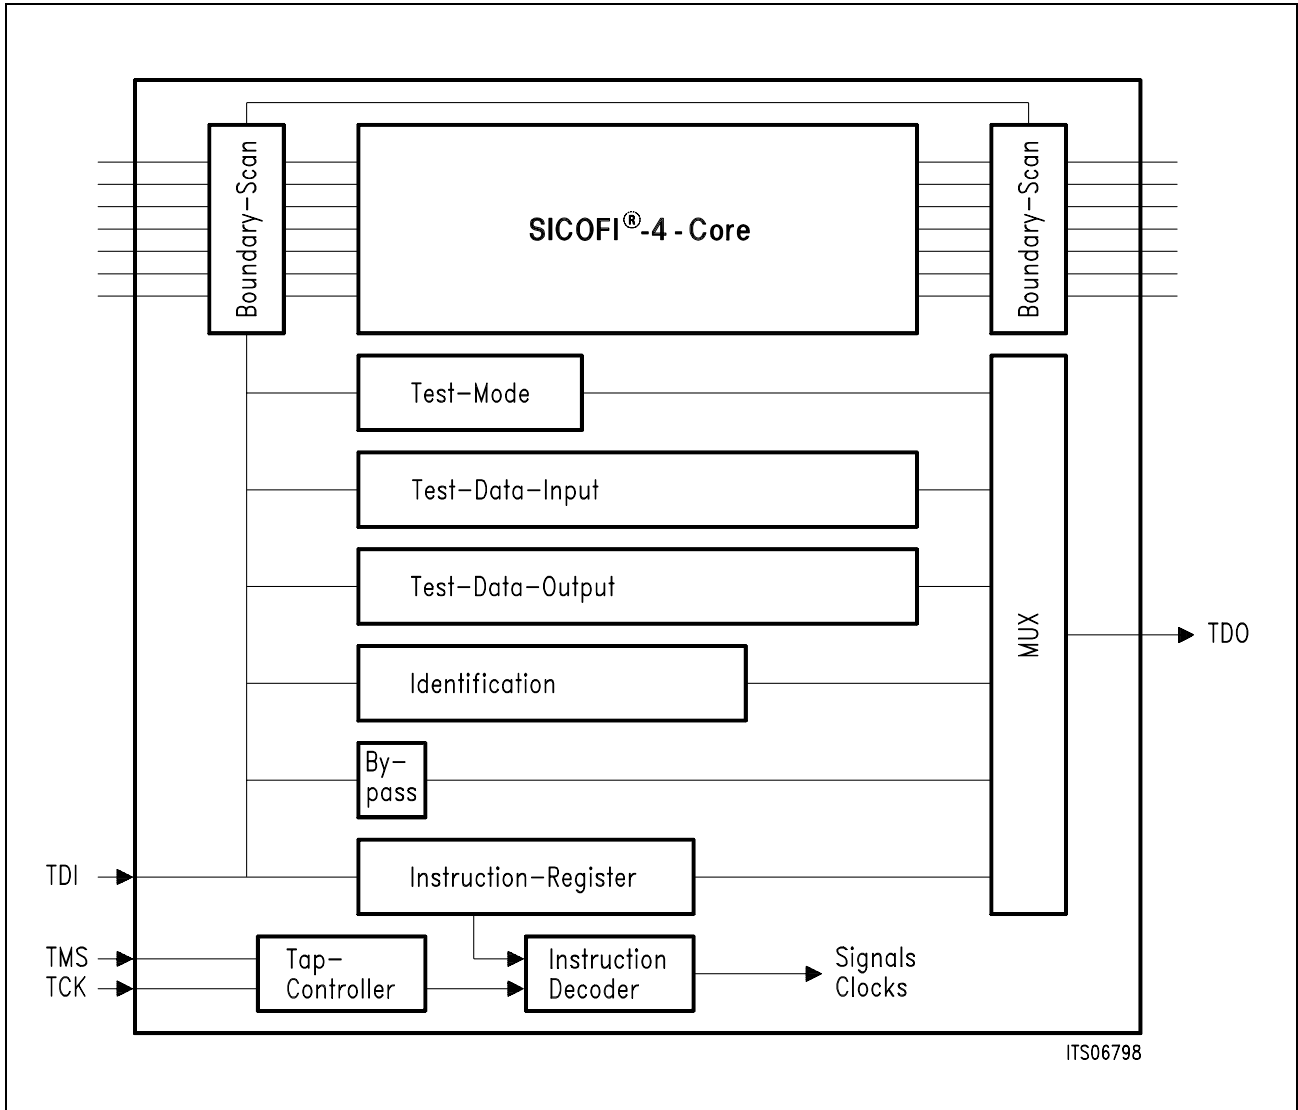 Boundary-Scan
SICOFI®-4-Core
Boundary-Scan
Test-Mode
Test-Data-Input
Test-Data-Output
MUX
TDO
Identification
By-
pass
TDI
Instruction-Register
TMS
TCK
Tap-
Controller
Instruction
Decoder
Signals
Clocks
ITS06798